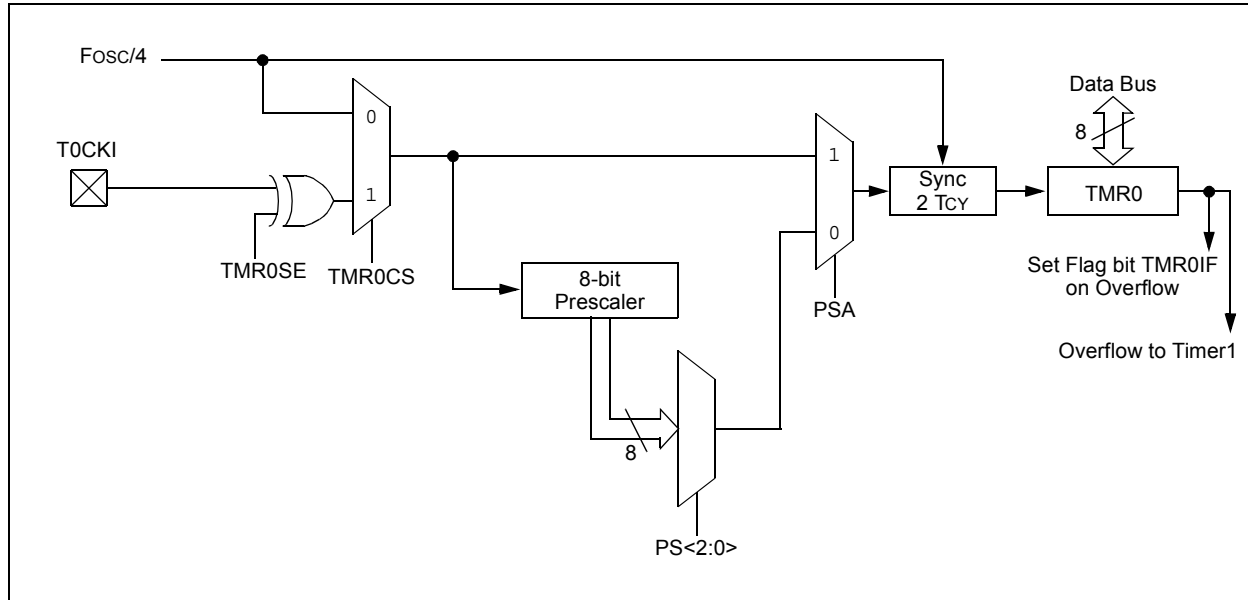 FOSC/4
Data Bus
8
0
T0CKI
1
Sync
2 TCY
TMR0
1
0
TMR0SE
TMR0CS
8-bit
Prescaler
Set Flag bit TMR0IF
on Overflow
PSA
Overflow to Timer1
8
PS<2:0>